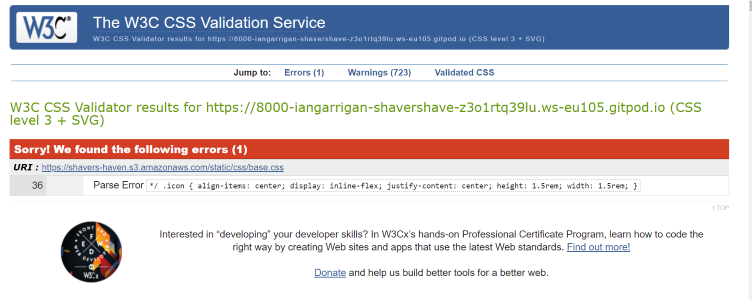 W3C®
The W3C CSS Validation Service
W3C CSS Validator results for https://8000-iangarrigan-shavershave-z3o1rtq39lu.ws-eu105.gitpod.io (CSS level 3 + SVG)
Jump to: Errors (1) Warnings (723) Validated CSS
W3C CSS Validator results for https://8000-iangarrigan-shavershave-z3o1rtq39lu.ws-eu105.gitpod.io (CSS
level 3 + SVG)
Sorry! We found the following errors (1)
URI : https://shavers-haven.s3.amazonaws.com/static/css/base.css
36 Parse Error */ .icon { align-items: center; display: inline-flex; justify-content: center; height: 1.5rem; width: 1.5rem; }
↑ TOP
FRONT
F
E
D
W3Cx
Interested in “developing” your developer skills? In W3Cx's hands-on Professional Certificate Program, learn how to code the
right way by creating Web sites and apps that use the latest Web standards. Find out more!
Donate and help us build better tools for a better web.